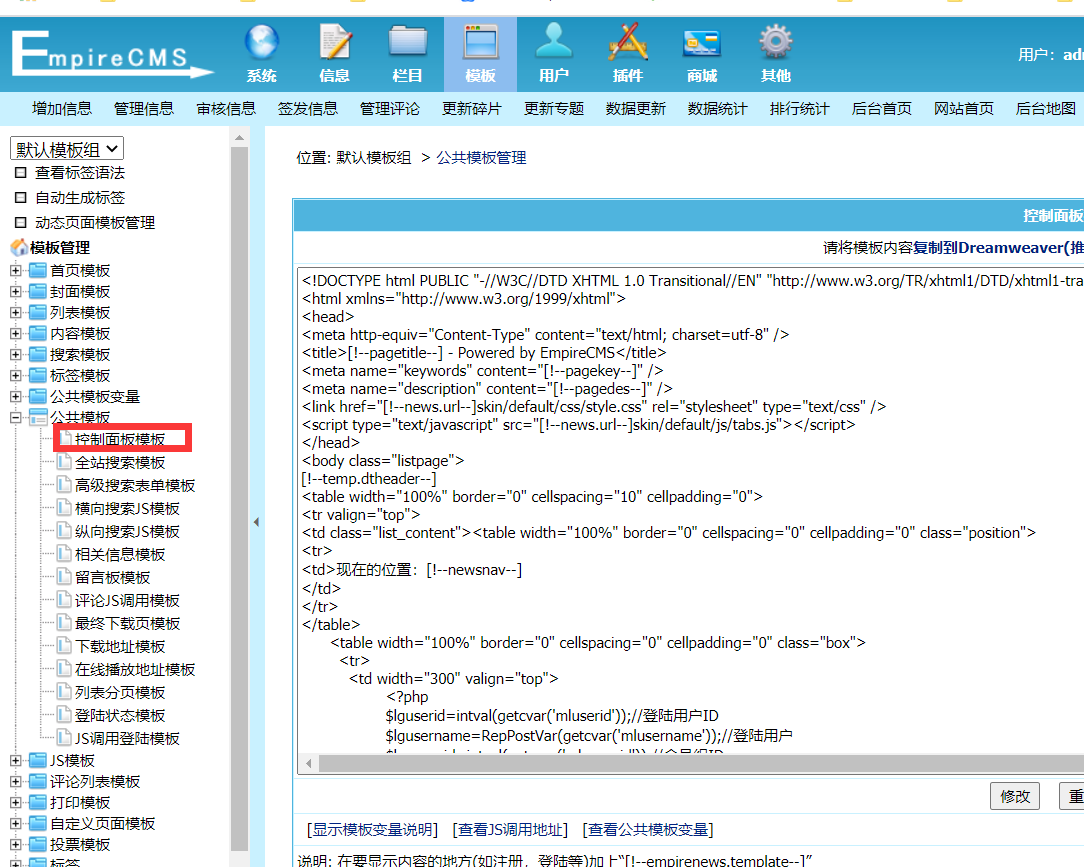 EmpireCMS
系统 信息 栏目 模板 用户 插件 商城 其他
用户：
增加信息 管理信息 审核信息 签发信息 管理评论 更新碎片 更新专题 数据更新 数据统计 排行统计 后台首页 网站首页 后台地图
默认模板组
查看标签语法
自动生成标签
动态页面模板管理
模板管理
首页模板
封面模板
列表模板
内容模板
搜索模板
标签模板
公共模板变量
公共模板
控制面板模板
全站搜索模板
高级搜索表单模板
横向搜索JS模板
纵向搜索JS模板
相关信息模板
留言板模板
评论JS调用模板
最终下载页模板
下载地址模板
在线播放地址模板
列表分页模板
登陆状态模板
JS调用登陆模板
JS模板
评论列表模板
打印模板
自定义页面模板
投票模板
标签
位置: 默认模板组 > 公共模板管理
控制面板
请将模板内容复制到Dreamweaver(推
<!DOCTYPE html PUBLIC "-//W3C//DTD XHTML 1.0 Transitional//EN" "http://www.w3.org/TR/xhtml1/DTD/xhtml1-tra
<html xmlns="http://www.w3.org/1999/xhtml">
<head>
<meta http-equiv="Content-Type" content="text/html; charset=utf-8" />
<title>[!--pagetitle--] - Powered by EmpireCMS</title>
<meta name="keywords" content="[!--pagekey--]" />
<meta name="description" content="[!--pagedes--]" />
<link href="[!--news.url--]skin/default/css/style.css" rel="stylesheet" type="text/css" />
<script type="text/javascript" src="[!--news.url--]skin/default/js/tabs.js"></script>
</head>
<body class="listpage">
[!--temp.dtheader--]
<table width="100%" border="0" cellspacing="10" cellpadding="0">
<tr valign="top">
<td class="list_content"><table width="100%" border="0" cellspacing="0" cellpadding="0" class="position">
<tr>
<td>现在的位置：[!--newsnav--]
</td>
</tr>
</table>
<table width="100%" border="0" cellspacing="0" cellpadding="0" class="box">
<tr>
<td width="300" valign="top">
<?php
$lguserid=intval(getcvar('mluserid'));//登陆用户ID
$lgusername=RepPostVar(getcvar('mlusername'));//登陆用户
修改 重
[显示模板变量说明] [查看JS调用地址] [查看公共模板变量]
说明: 在要显示内容的地方(如注册，登陆等)加上“[!--empirenews.template--]”